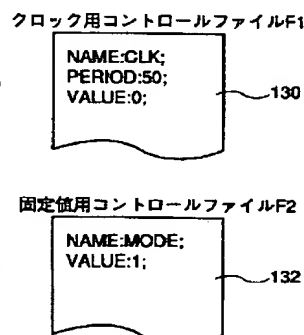 クロック用コントロールファイルF1
NAME:CLK;
PERIOD:50;
VALUE:0;
130
固定値用コントロールファイルF2
NAME:MODE;
VALUE:1;
132